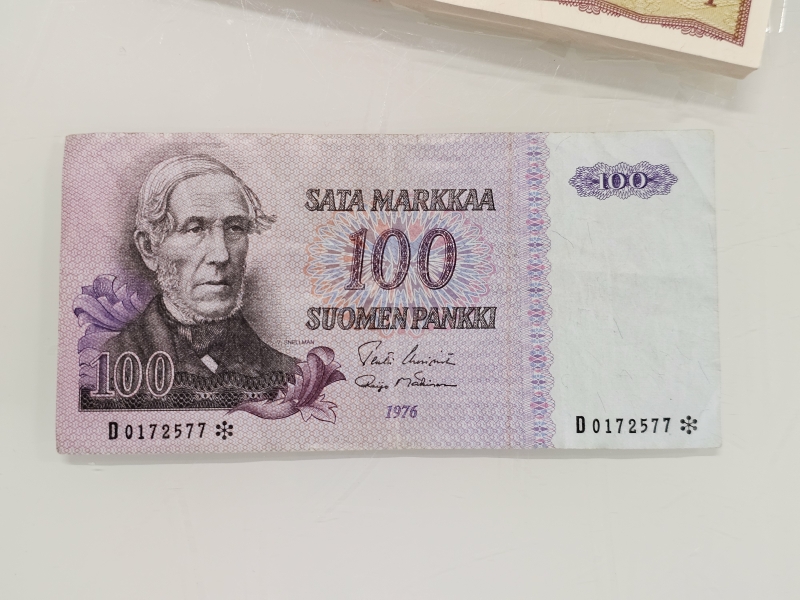 SATA MARKKAA
100
SUOMEN PANKKI
100
1976
D 0172577 *
100
D 0172577 *